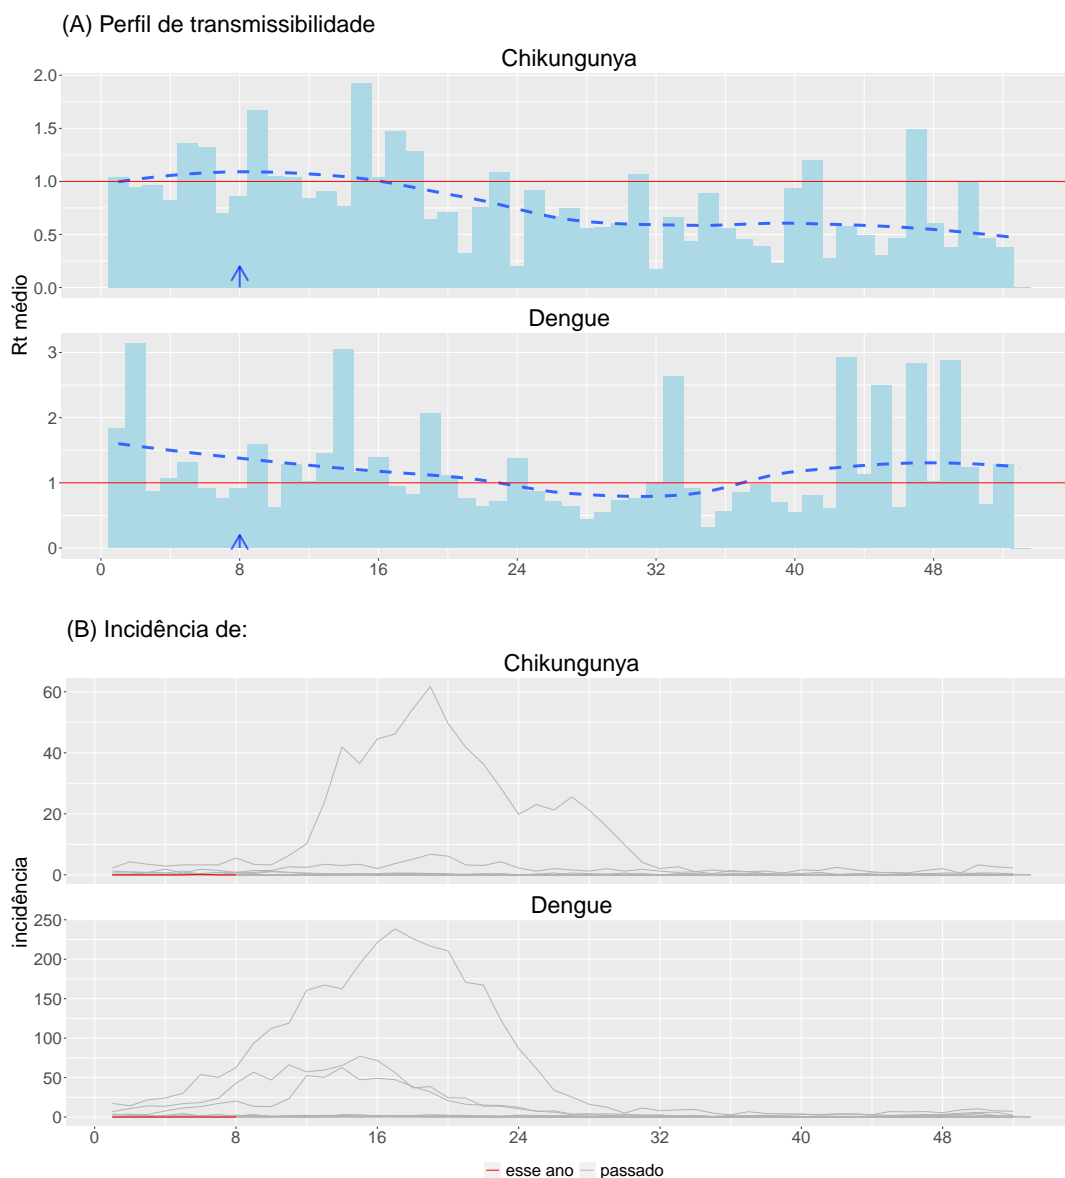 (A) Perfil de transmissibilidade
Chikungunya
2.0
1.5
1.0
0.5
0.0
Rt médio
Dengue
3
2
1
0
0 8 16 24 32 40 48
(B) Incidência de:
Chikungunya
60
40
20
0
incidência
Dengue
250
200
150
100
50
0
0 8 16 24 32 40 48
esse ano passado